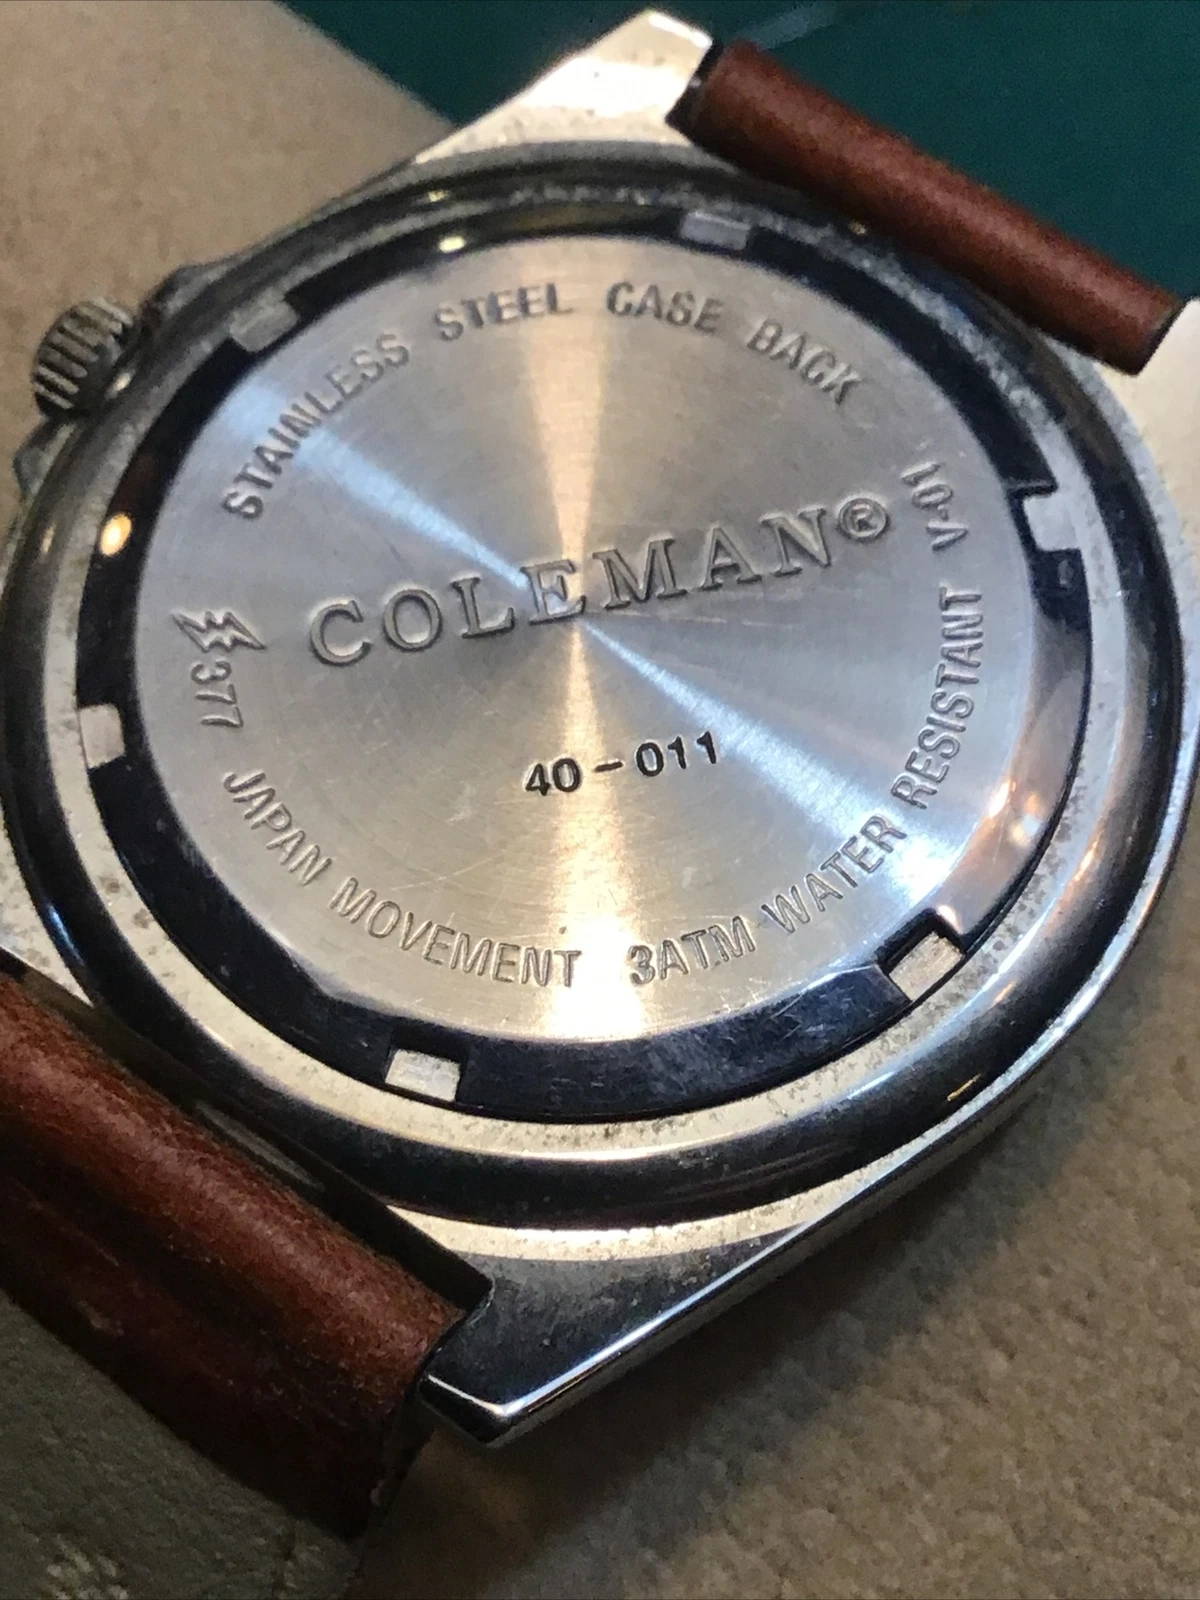 STAINLESS STEEL CASE BACK
V-01
COLEMAN®
40-011
377 JAPAN MOVEMENT 3ATM WATER RESISTANT